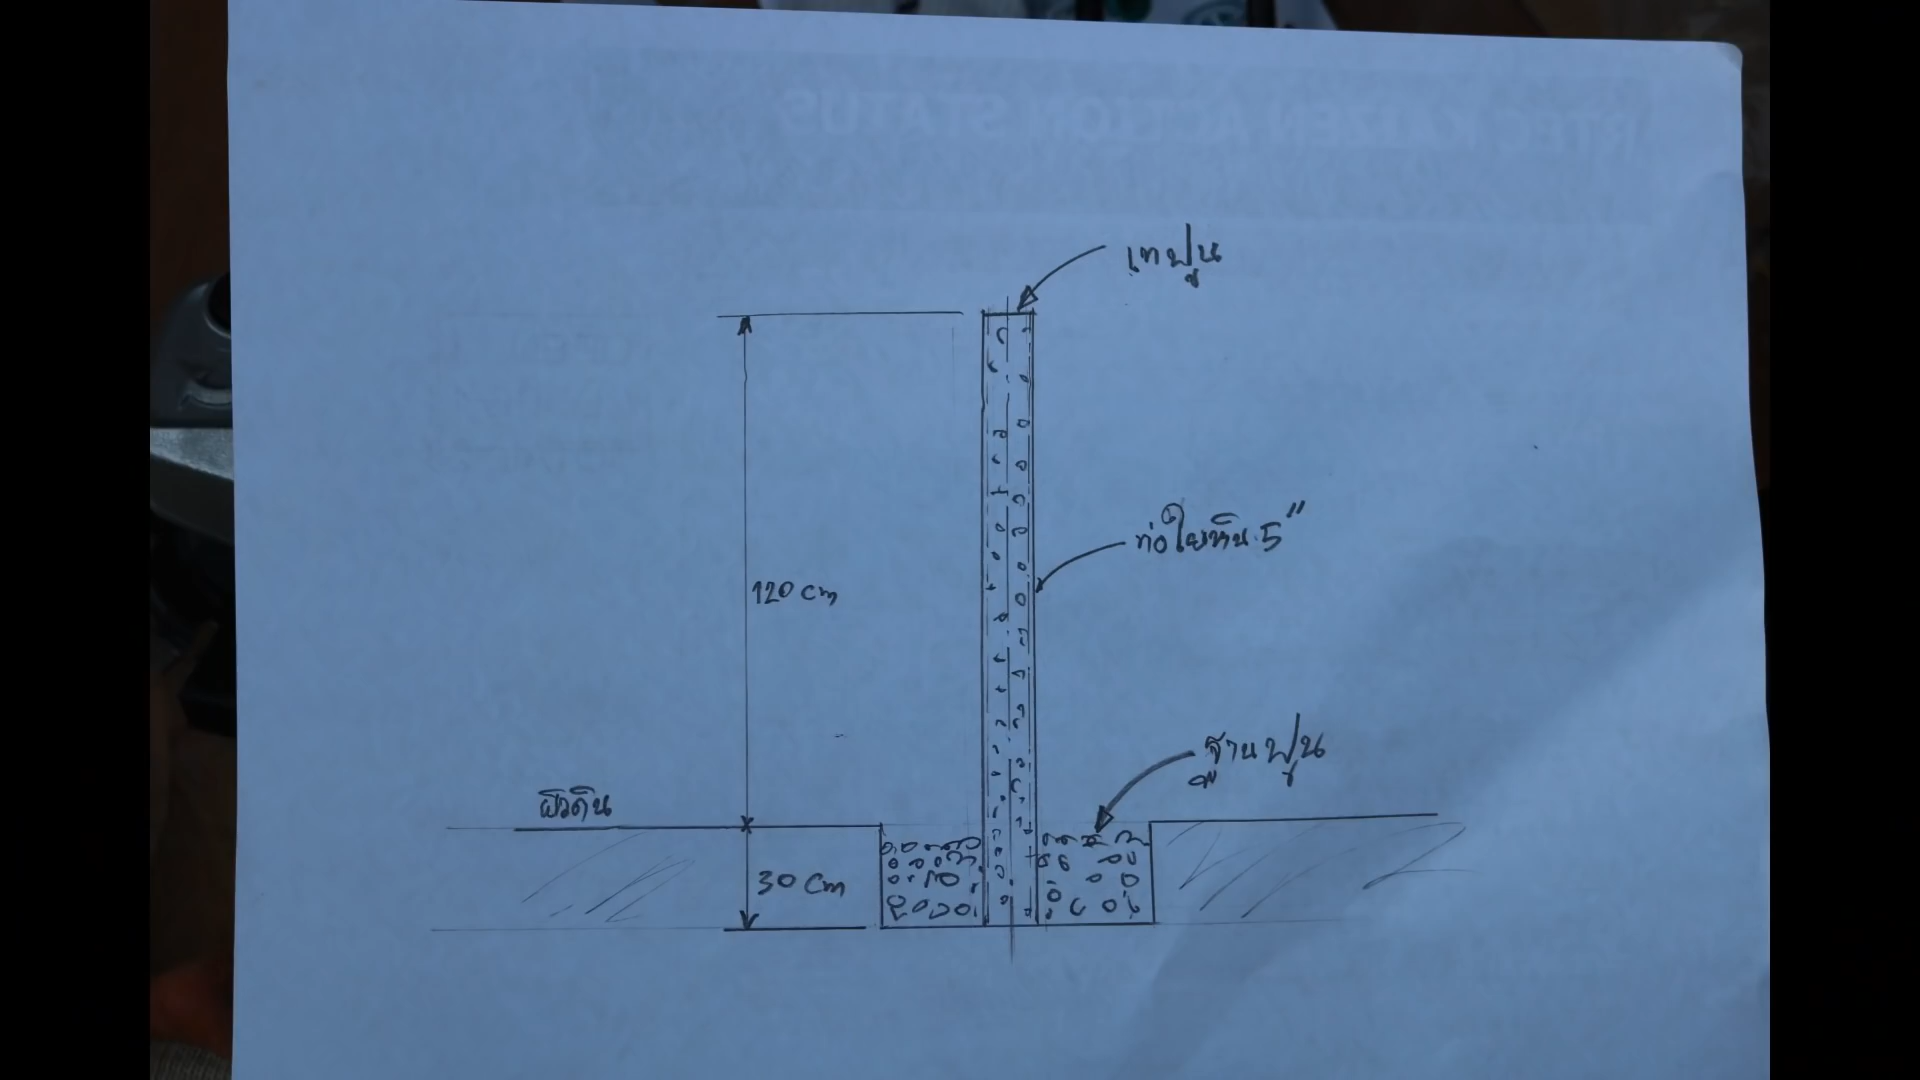 เทปูน
ท่อใยหิน 5"
120 cm
ฐานปูน
ผิวดิน
30 cm